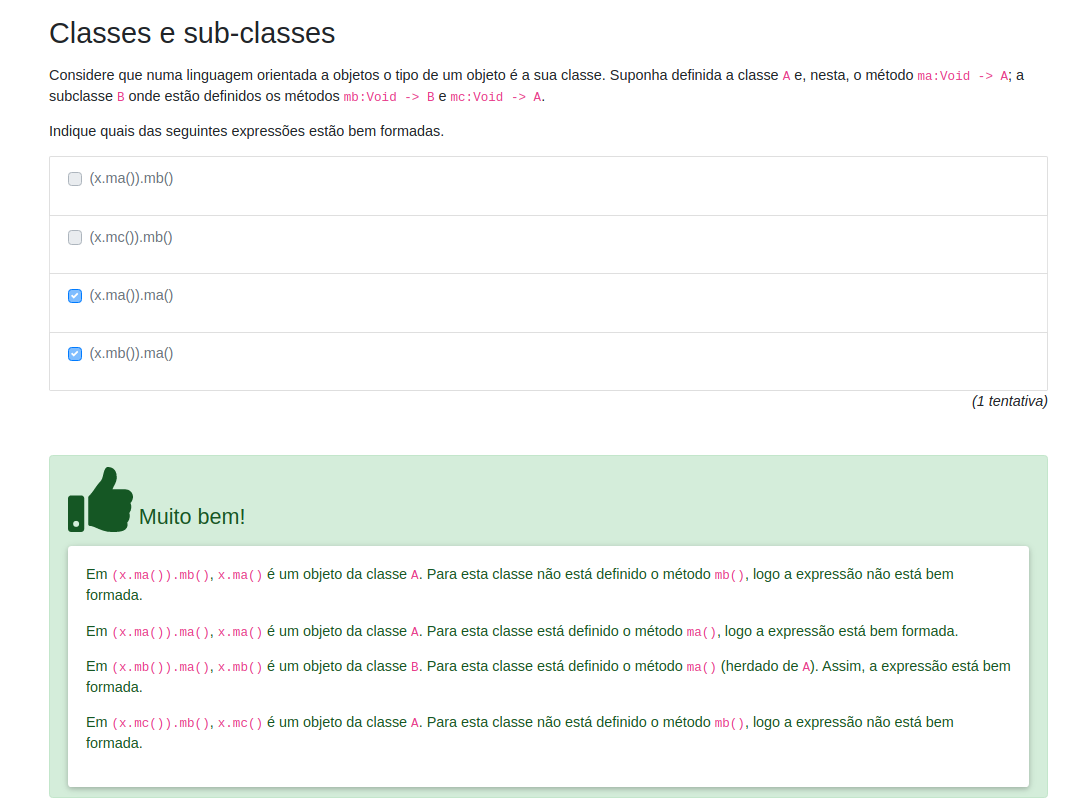 Classes e sub-classes
Considere que numa linguagem orientada a objetos o tipo de um objeto é a sua classe. Suponha definida a classe A e, nesta, o método ma:Void -> A; a
subclasse B onde estão definidos os métodos mb:Void -> B e mc:Void -> A.
Indique quais das seguintes expressões estão bem formadas.
(x.ma()).mb()
(x.mc()).mb()
(x.ma()).ma()
(x.mb()).ma()
(1 tentativa)
Muito bem!
Em (x.ma()).mb(), x.ma() é um objeto da classe A. Para esta classe não está definido o método mb(), logo a expressão não está bem
formada.
Em (x.ma()).ma(), x.ma() é um objeto da classe A. Para esta classe está definido o método ma(), logo a expressão está bem formada.
Em (x.mb()).ma(), x.mb() é um objeto da classe B. Para esta classe está definido o método ma() (herdado de A). Assim, a expressão está bem
formada.
Em (x.mc()).mb(), x.mc() é um objeto da classe A. Para esta classe não está definido o método mb(), logo a expressão não está bem
formada.